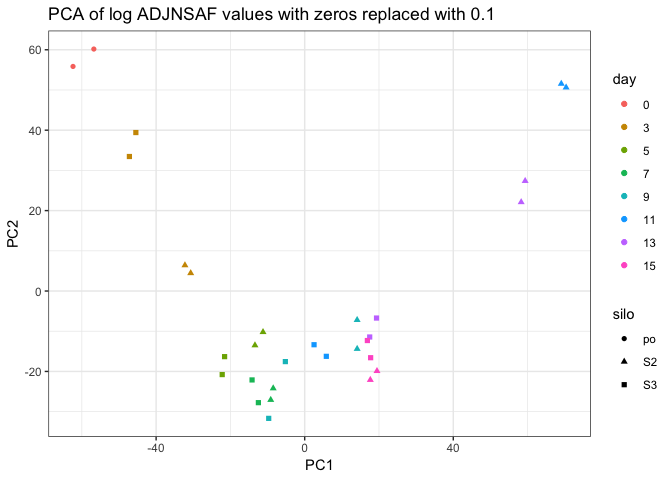 PCA of log ADJNSAF values with zeros replaced with 0.1
60
40
20
0
-20
PC2
-40
0
40
PC1
day
0
3
5
7
9
11
13
15
silo
po
S2
S3